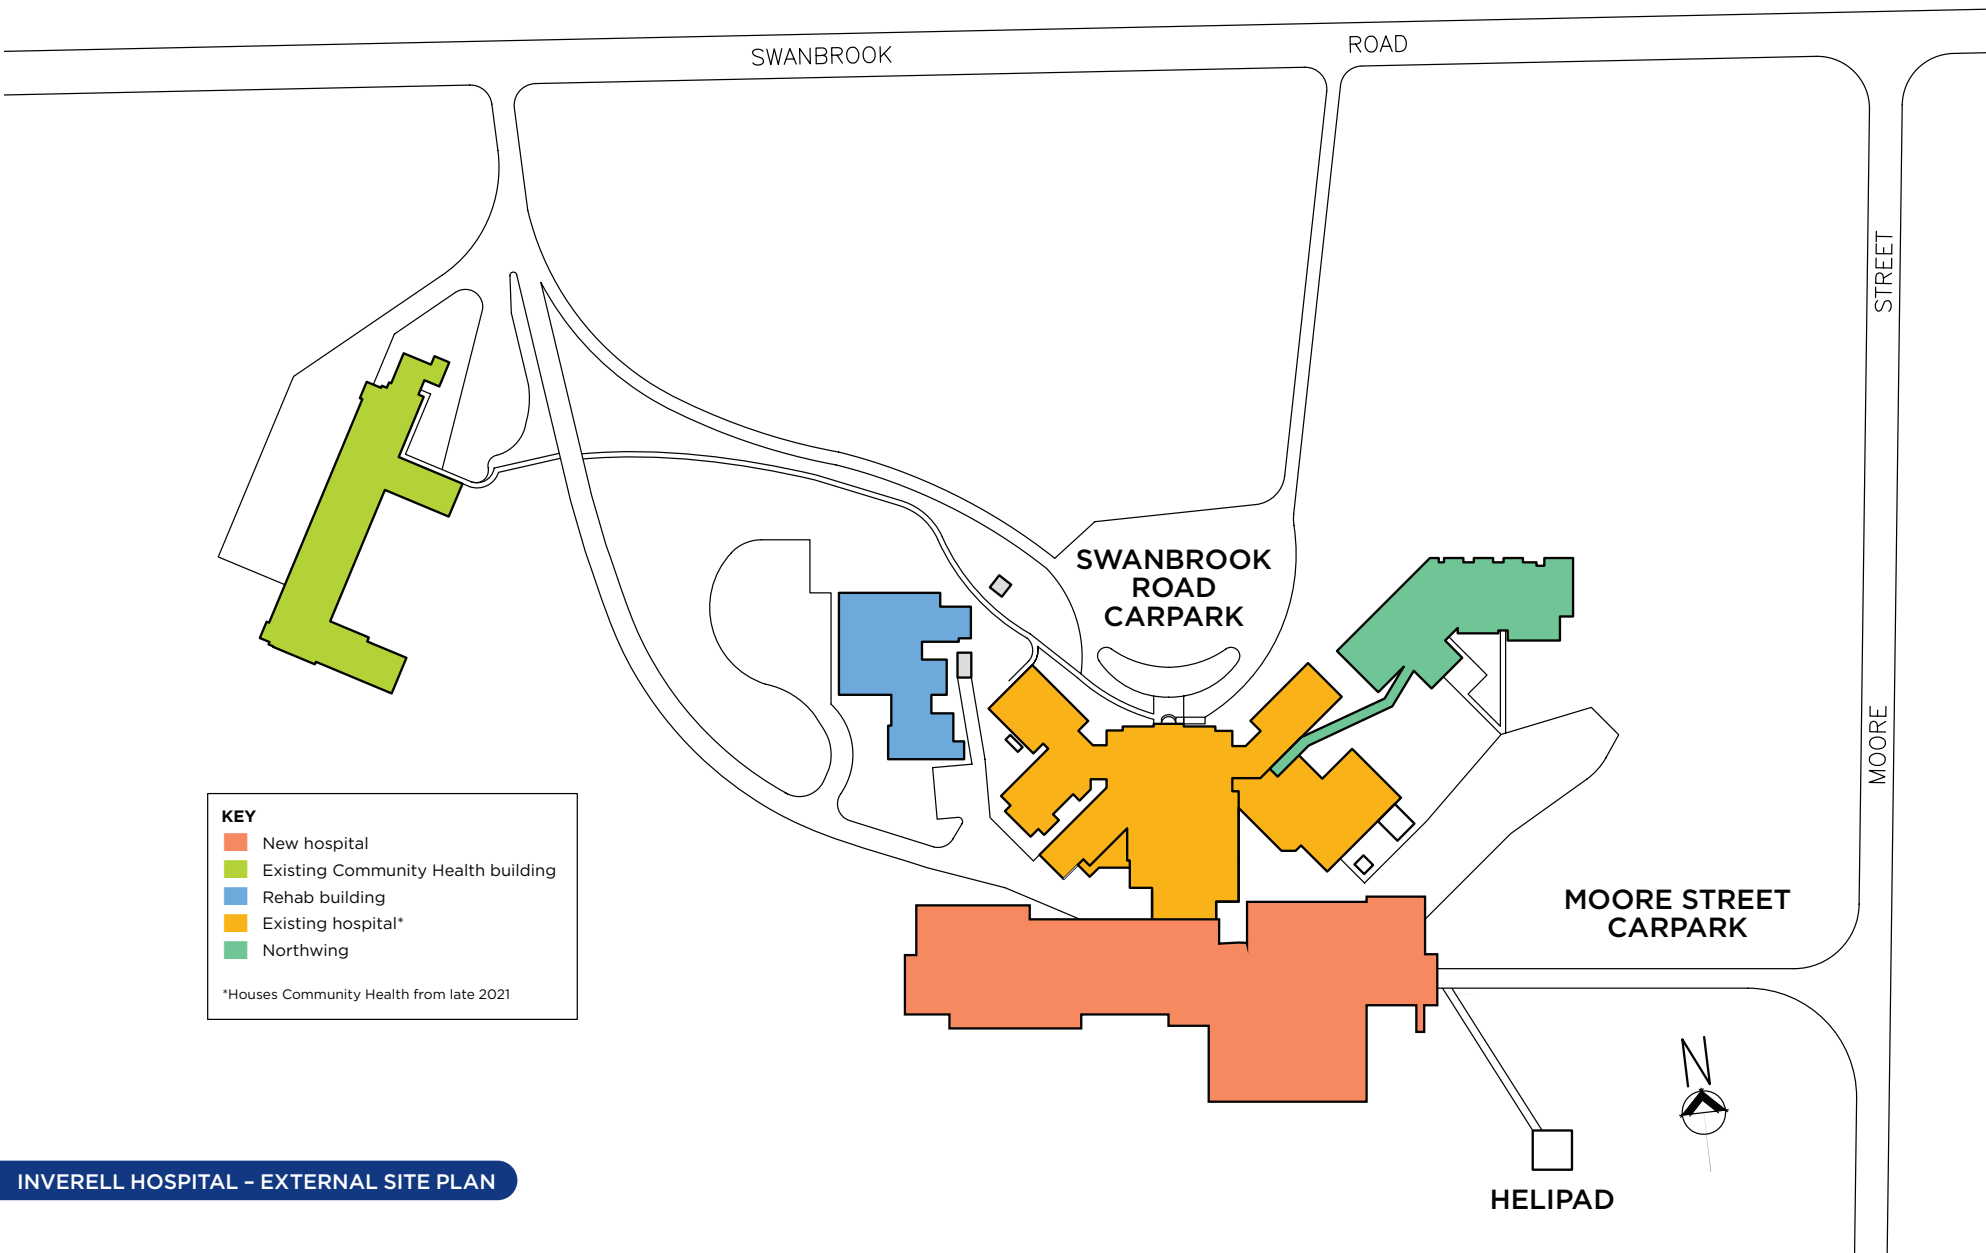 SWANBROOK
ROAD
STREET
SWANBROOK
ROAD
CARPARK
MOORE
KEY
New hospital
Existing Community Health building
Rehab building
Existing hospital*
Northwing
*Houses Community Health from late 2021
MOORE STREET
CARPARK
N
INVERELL HOSPITAL – EXTERNAL SITE PLAN
HELIPAD